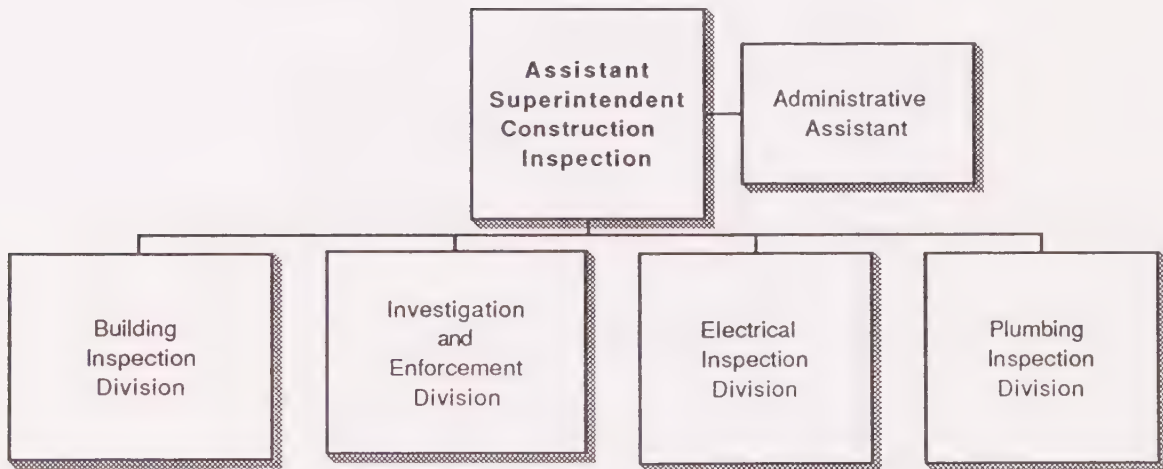 Assistant
Superintendent
Construction
Inspection
Administrative
Assistant
Building
Inspection
Division
Investigation
and
Enforcement
Division
Electrical
Inspection
Division
Plumbing
Inspection
Division